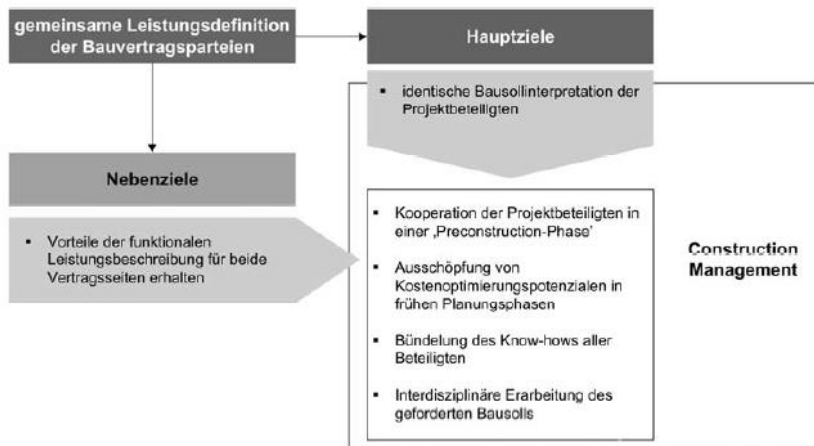 gemeinsame Leistungsdefinition
der Bauvertragsparteien
Hauptziele
▪ identische Bausollinterpretation der
Projektbeteiligten
Nebenziele
▪ Vorteile der funktionalen
Leistungsbeschreibung für beide
Vertragsseiten erhalten
▪ Kooperation der Projektbeteiligten in
einer ‚Preconstruction-Phase'
▪ Ausschöpfung von
Kostenoptimierungspotenzialen in
frühen Planungsphasen
▪ Bündelung des Know-hows aller
Beteiligten
▪ Interdisziplinäre Erarbeitung des
geforderten Bausolls
Construction
Management